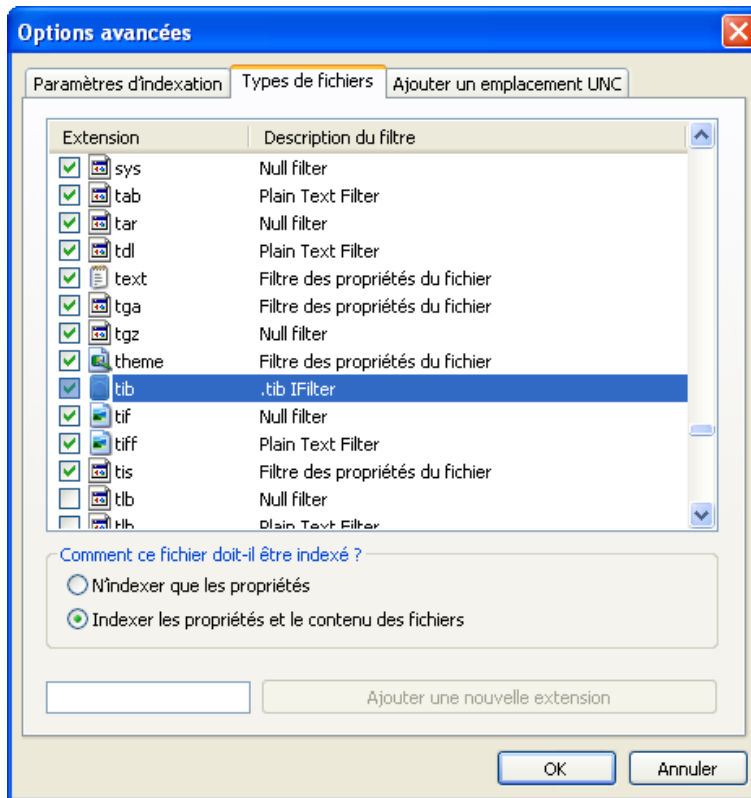 Options avancées
Paramètres d'indexation Types de fichiers Ajouter un emplacement UNC
Extension Description du filtre
sys Null filter
tab Plain Text Filter
tar Null filter
tdl Plain Text Filter
text Filtre des propriétés du fichier
tga Filtre des propriétés du fichier
tgz Null filter
theme Filtre des propriétés du fichier
tib .tib IFilter
tif Null filter
tiff Plain Text Filter
tis Filtre des propriétés du fichier
tlb Null filter
tlb Plain Text Filter
Comment ce fichier doit-il être indexé ?
N'indexer que les propriétés
Indexer les propriétés et le contenu des fichiers
Ajouter une nouvelle extension
OK Annuler